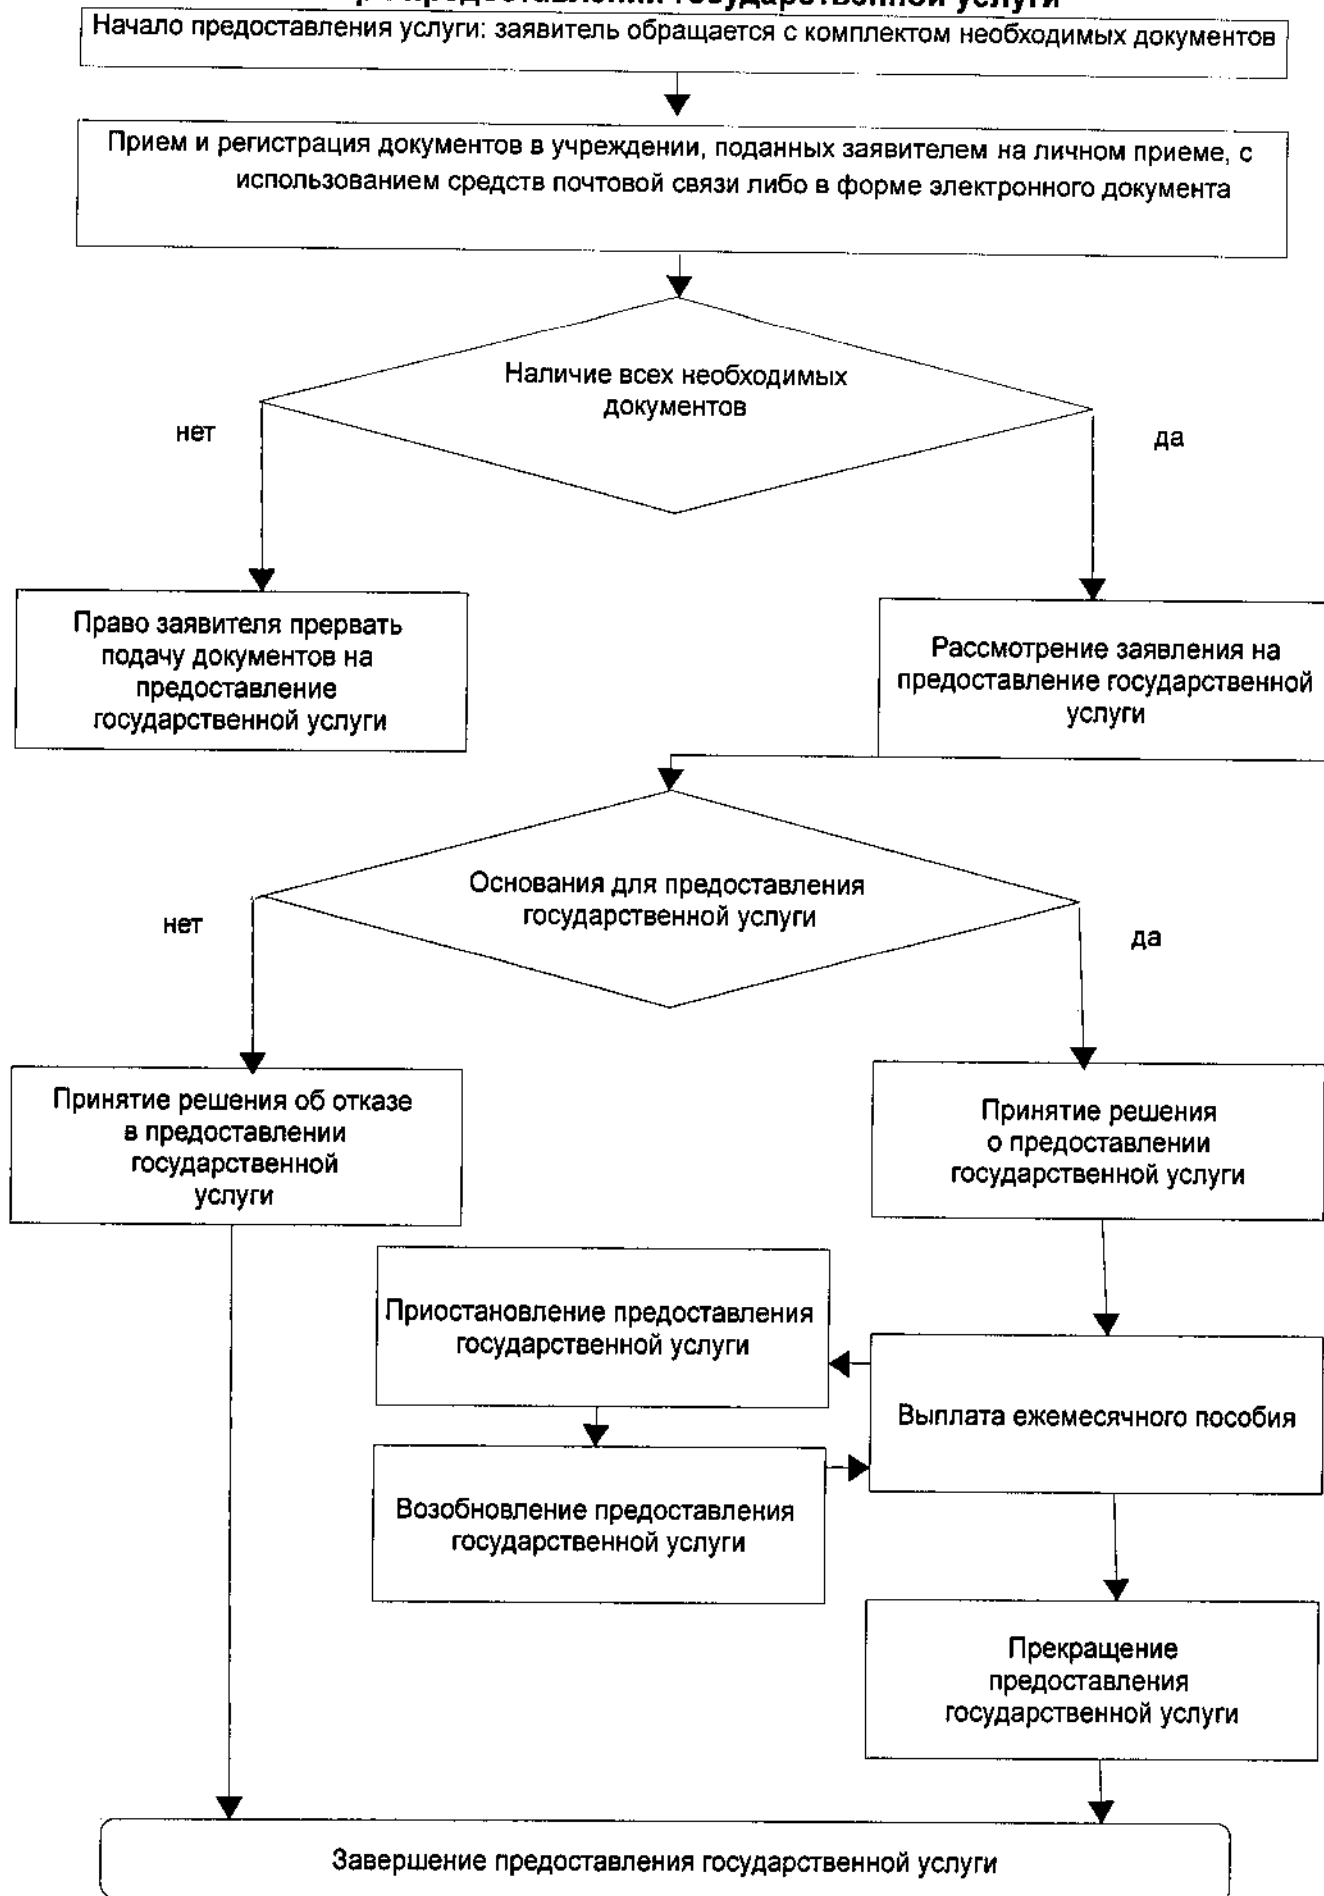 предоставления государственной услуги
Начало предоставления услуги: заявитель обращается с комплектом необходимых документов
Прием и регистрация документов в учреждении, поданных заявителем на личном приеме, с
использованием средств почтовой связи либо в форме электронного документа
Наличие всех необходимых
документов
нет
да
Право заявителя прервать
подачу документов на
предоставление
государственной услуги
Рассмотрение заявления на
предоставление государственной
услуги
Основания для предоставления
государственной услуги
нет
да
Принятие решения об отказе
в предоставлении
государственной
услуги
Принятие решения
о предоставлении
государственной услуги
Приостановление предоставления
государственной услуги
Выплата ежемесячного пособия
Возобновление предоставления
государственной услуги
Прекращение
предоставления
государственной услуги
Завершение предоставления государственной услуги